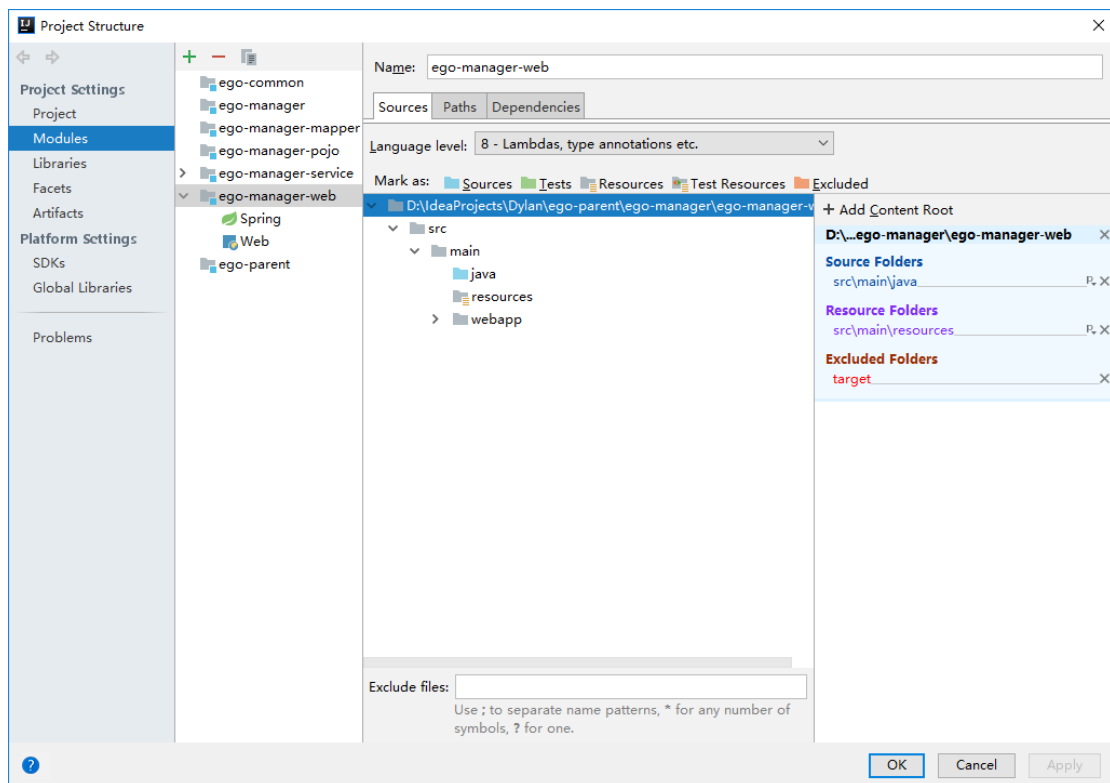 Project Structure
Project Settings
Project
Modules
Libraries
Facets
Artifacts
Platform Settings
SDKs
Global Libraries
Problems
ego-common
ego-manager
ego-manager-mapper
ego-manager-pojo
ego-manager-service
ego-manager-web
Spring
Web
ego-parent
Name: ego-manager-web
Sources Paths Dependencies
Language level: 8 - Lambdas, type annotations etc.
Mark as: Sources Tests Resources Test Resources Excluded
D:\IdeaProjects\Dylan\ego-parent\ego-manager\ego-manager-w
src
main
java
resources
webapp
+ Add Content Root
D:\...ego-manager\ego-manager-web
Source Folders
src\main\java
Resource Folders
src\main\resources
Excluded Folders
target
Exclude files:
Use ; to separate name patterns, * for any number of
symbols, ? for one.
OK Cancel Apply